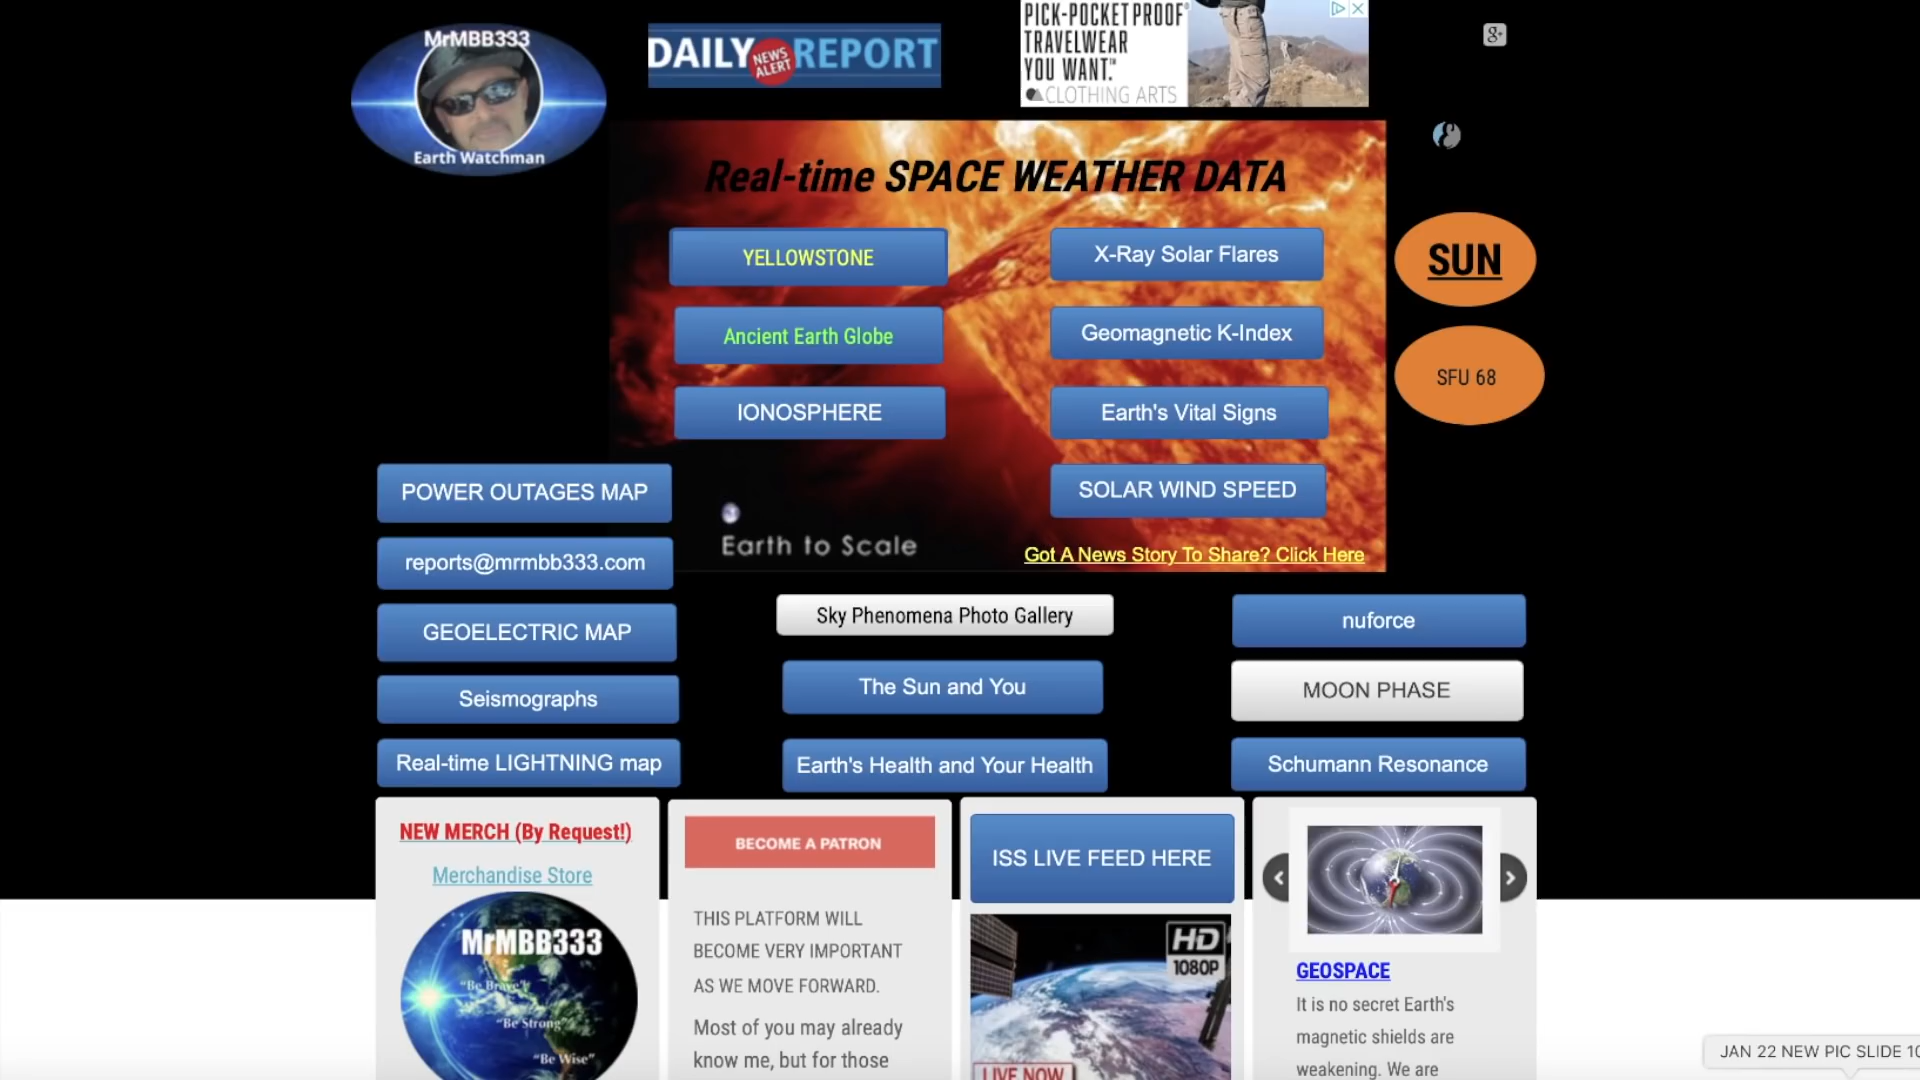 MrMBB333
Earth Watchman
DAILY NEWS ALERT REPORT
PICK-POCKET PROOF®
TRAVELWEAR
YOU WANT.™
CLOTHING ARTS
g+
Real-time SPACE WEATHER DATA
YELLOWSTONE
X-Ray Solar Flares
Ancient Earth Globe
Geomagnetic K-Index
IONOSPHERE
Earth's Vital Signs
SOLAR WIND SPEED
Earth to Scale
Got A News Story To Share? Click Here
SUN
SFU 68
POWER OUTAGES MAP
reports@mrmbb333.com
GEOELECTRIC MAP
Seismographs
Real-time LIGHTNING map
Sky Phenomena Photo Gallery
The Sun and You
Earth's Health and Your Health
nuforce
MOON PHASE
Schumann Resonance
NEW MERCH (By Request!)
Merchandise Store
MrMBB333
"Be Brave"
"Be Strong"
"Be Wise"
BECOME A PATRON
THIS PLATFORM WILL
BECOME VERY IMPORTANT
AS WE MOVE FORWARD.
Most of you may already
know me, but for those
ISS LIVE FEED HERE
HD
1080P
LIVE NOW
GEOSPACE
It is no secret Earth's
magnetic shields are
weakening. We are
JAN 22 NEW PIC SLIDE 10